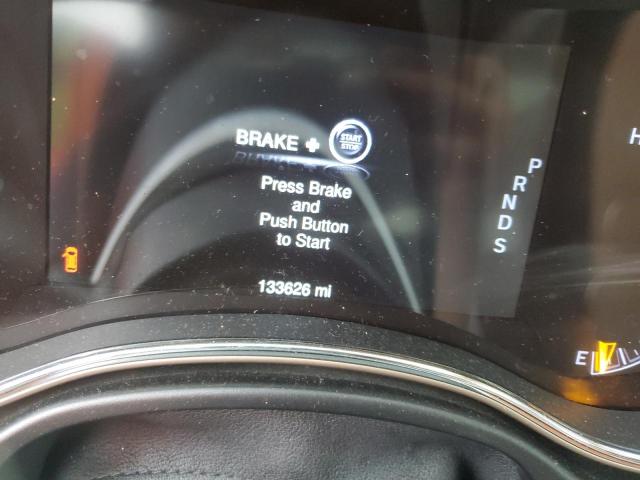 BRAKE + START STOP
Press Brake
and
Push Button
to Start
133626 mi
P
R
N
D
S
H
E